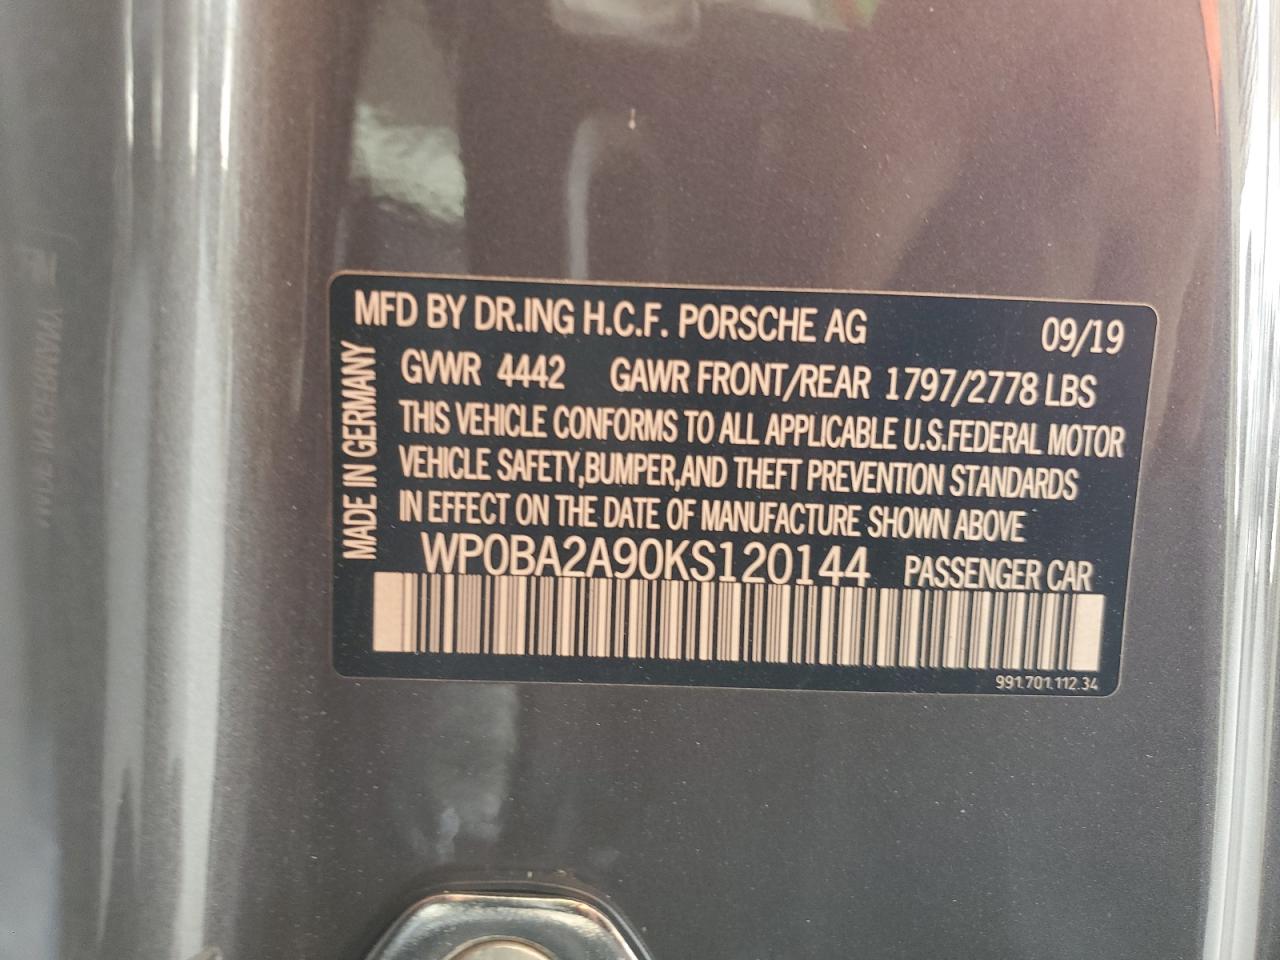 MFD BY DR.ING H.C.F. PORSCHE AG 09/19
GVWR 4442 GAWR FRONT/REAR 1797/2778 LBS
THIS VEHICLE CONFORMS TO ALL APPLICABLE U.S.FEDERAL MOTOR
VEHICLE SAFETY,BUMPER,AND THEFT PREVENTION STANDARDS
IN EFFECT ON THE DATE OF MANUFACTURE SHOWN ABOVE
WP0BA2A90KS120144 PASSENGER CAR
991.701.112.34
MADE IN GERMANY